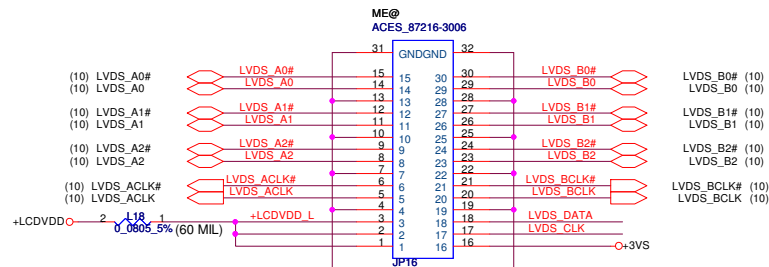 ME@
ACES_87216-3006
31 GNDGND 32
(10) LVDS_A0# LVDS_A0# 15 15 30 30 LVDS_B0# LVDS_B0# (10)
(10) LVDS_A0 LVDS_A0 14 14 29 29 LVDS_B0 LVDS_B0 (10)
13 13 28 28
(10) LVDS_A1# LVDS_A1# 12 12 27 27 LVDS_B1# LVDS_B1# (10)
(10) LVDS_A1 LVDS_A1 11 11 26 26 LVDS_B1 LVDS_B1 (10)
10 10 25 25
(10) LVDS_A2# LVDS_A2# 9 9 24 24 LVDS_B2# LVDS_B2# (10)
(10) LVDS_A2 LVDS_A2 8 8 23 23 LVDS_B2 LVDS_B2 (10)
7 7 22 22
(10) LVDS_ACLK# LVDS_ACLK# 6 6 21 21 LVDS_BCLK# LVDS_BCLK# (10)
(10) LVDS_ACLK LVDS_ACLK 5 5 20 20 LVDS_BCLK LVDS_BCLK (10)
4 4 19 19
+LCDVDD 2 L18 1 +LCDVDD_L 3 3 18 18 LVDS_DATA
0_0805_5% (60 MIL) 2 2 17 17 LVDS_CLK
1 1 16 16 +3VS
JP16